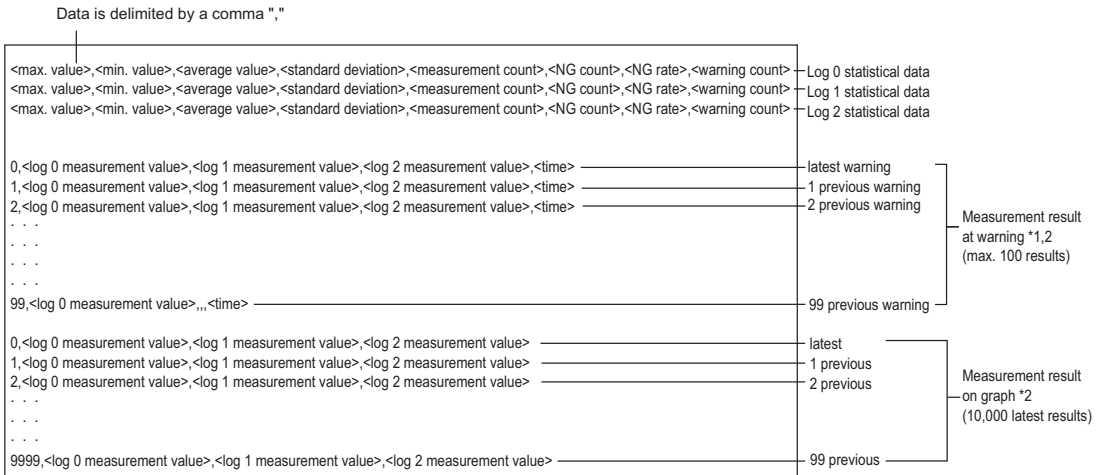 Data is delimited by a comma ","
<max. value>,<min. value>,<average value>,<standard deviation>,<measurement count>,<NG count>,<NG rate>,<warning count> Log 0 statistical data
<max. value>,<min. value>,<average value>,<standard deviation>,<measurement count>,<NG count>,<NG rate>,<warning count> Log 1 statistical data
<max. value>,<min. value>,<average value>,<standard deviation>,<measurement count>,<NG count>,<NG rate>,<warning count> Log 2 statistical data
0,<log 0 measurement value>,<log 1 measurement value>,<log 2 measurement value>,<time> latest warning
1,<log 0 measurement value>,<log 1 measurement value>,<log 2 measurement value>,<time> 1 previous warning
2,<log 0 measurement value>,<log 1 measurement value>,<log 2 measurement value>,<time> 2 previous warning
. . .
. . .
. . .
. . .
99,<log 0 measurement value>,,,<time> 99 previous warning
Measurement result
at warning *1,2
(max. 100 results)
0,<log 0 measurement value>,<log 1 measurement value>,<log 2 measurement value> latest
1,<log 0 measurement value>,<log 1 measurement value>,<log 2 measurement value> 1 previous
2,<log 0 measurement value>,<log 1 measurement value>,<log 2 measurement value> 2 previous
. . .
. . .
. . .
9999,<log 0 measurement value>,<log 1 measurement value>,<log 2 measurement value> 99 previous
Measurement result
on graph *2
(10,000 latest results)